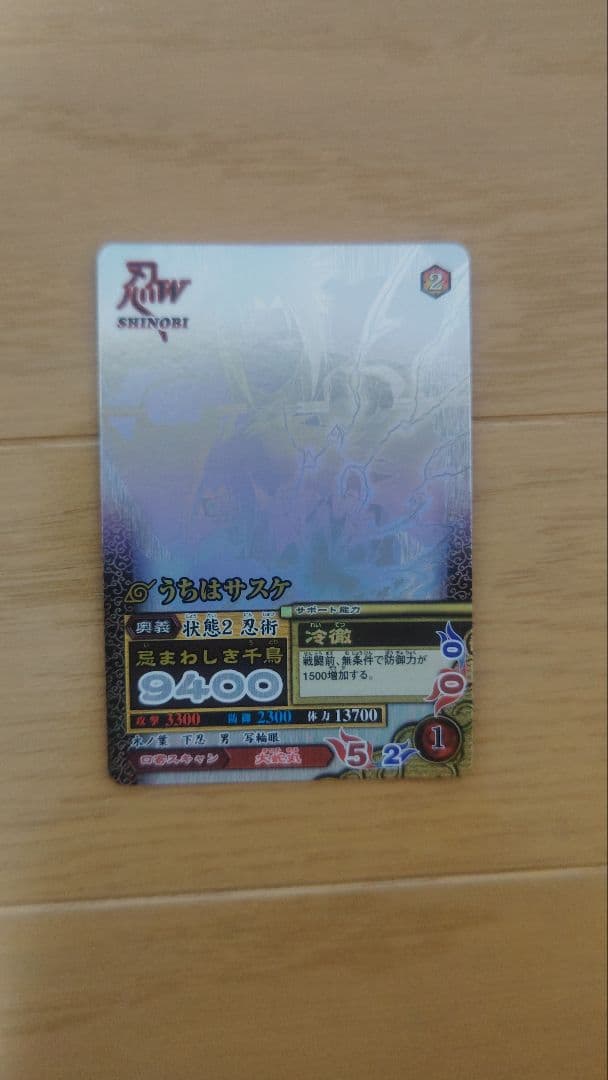 忍W
SHINOBI
2
うちはサスケ
奥義 状態2 忍術
忌まわしき千鳥
9400
攻撃 3300 防御 2300 体力 13700
木ノ葉 下忍 男 写輪眼
口寄スキャン 大蛇丸
サポート能力
冷徹
戦闘前、無条件で防御力が
1500増加する。
0
0
1
5 2